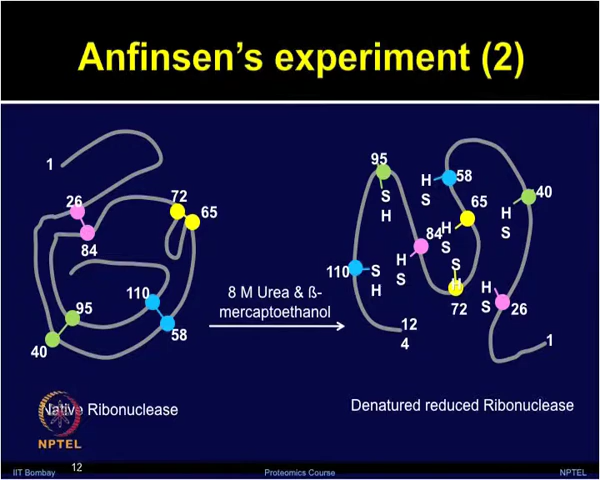 Anfinsen's experiment (2)
1
26
84
72
65
95
110
40
58
8 M Urea & ß-
mercaptoethanol
95
S
H
H
S
58
65
40
H
S
84
H
S
H
S
S
H
110
S
H
H
S
72
26
12
4
1
Native Ribonuclease
Denatured reduced Ribonuclease
NPTEL
IIT Bombay
12
Proteomics Course
NPTEL